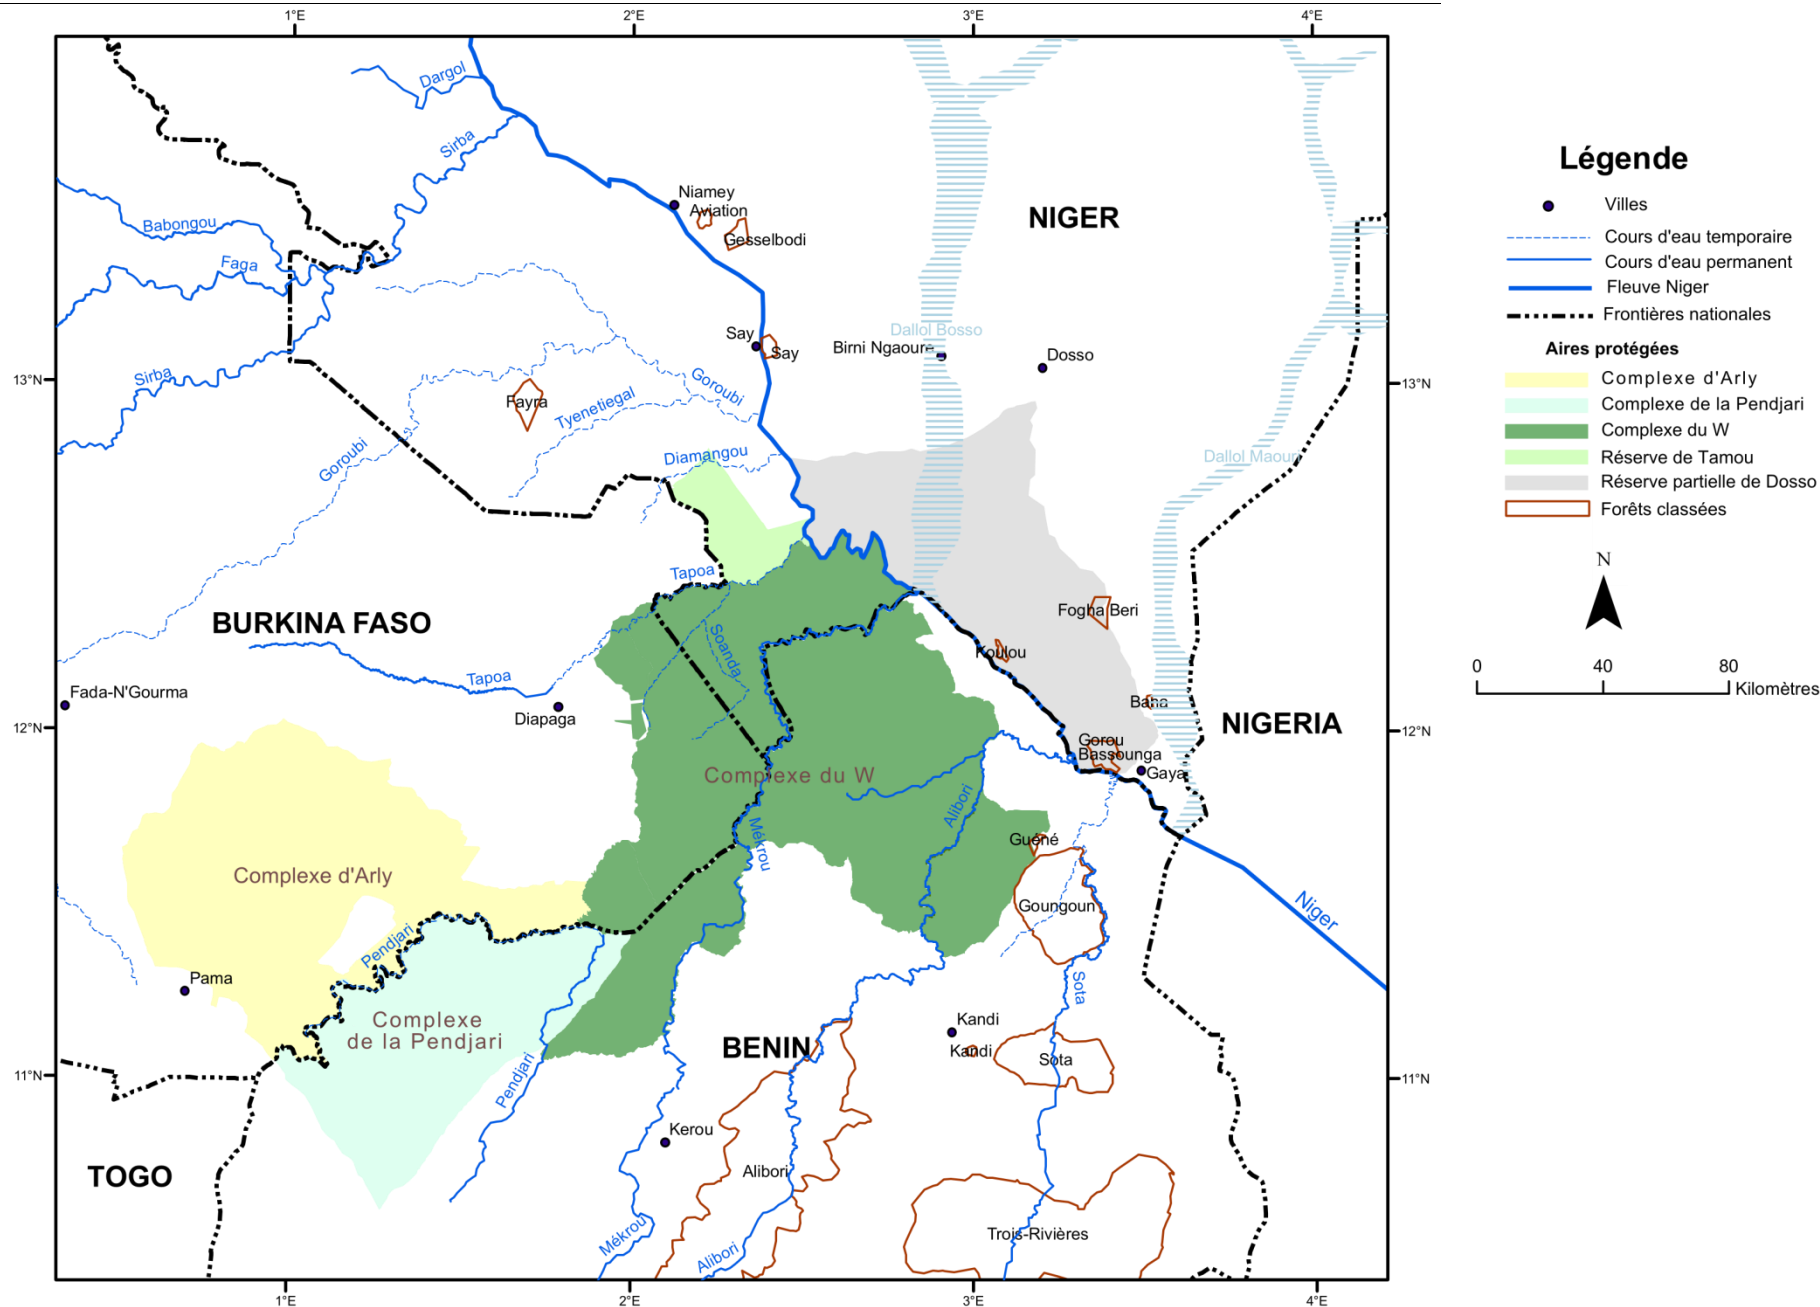 1°E
2°E
3°E
4°E
Dargol
Sirba
Niamey
Aviation
Gesselbodi
NIGER
Babongou
Faga
Dallol Bosso
Say
Say
Birni Ngaoure
Dosso
13°N
13°N
Sirba
Goroubi
Fayra
Tyenetiegal
Goroubi
Diamangou
Dallol Maouri
Tapoa
BURKINA FASO
Fogha Beri
Soanda
Koulou
Tapoa
Fada-N'Gourma
Diapaga
Baha
NIGERIA
12°N
12°N
Gorou
Bassounga
Gaya
Complexe du W
Alibori
Mékrou
Guéné
Complexe d'Arly
Goungoun
Niger
Pendjari
Pama
Sota
Complexe
de la Pendjari
Kandi
BENIN
Kandi
Sota
11°N
11°N
Pendjari
Kerou
TOGO
Alibori
Trois-Rivières
Mékrou
Alibori
1°E
2°E
3°E
4°E
Légende
Villes
Cours d'eau temporaire
Cours d'eau permanent
Fleuve Niger
Frontières nationales
Aires protégées
Complexe d'Arly
Complexe de la Pendjari
Complexe du W
Réserve de Tamou
Réserve partielle de Dosso
Forêts classées
N
0 40 80
Kilomètres